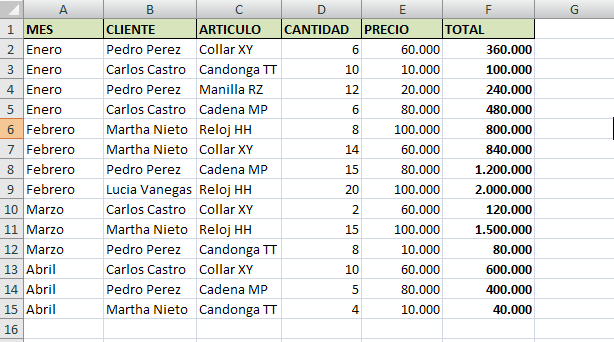 A B C D E F G
1 MES CLIENTE ARTICULO CANTIDAD PRECIO TOTAL
2 Enero Pedro Perez Collar XY 6 60.000 360.000
3 Enero Carlos Castro Candonga TT 10 10.000 100.000
4 Enero Pedro Perez Manilla RZ 12 20.000 240.000
5 Enero Carlos Castro Cadena MP 6 80.000 480.000
6 Febrero Martha Nieto Reloj HH 8 100.000 800.000
7 Febrero Martha Nieto Collar XY 14 60.000 840.000
8 Febrero Pedro Perez Cadena MP 15 80.000 1.200.000
9 Febrero Lucia Vanegas Reloj HH 20 100.000 2.000.000
10 Marzo Carlos Castro Collar XY 2 60.000 120.000
11 Marzo Martha Nieto Reloj HH 15 100.000 1.500.000
12 Marzo Pedro Perez Candonga TT 8 10.000 80.000
13 Abril Carlos Castro Collar XY 10 60.000 600.000
14 Abril Pedro Perez Cadena MP 5 80.000 400.000
15 Abril Martha Nieto Candonga TT 4 10.000 40.000
16